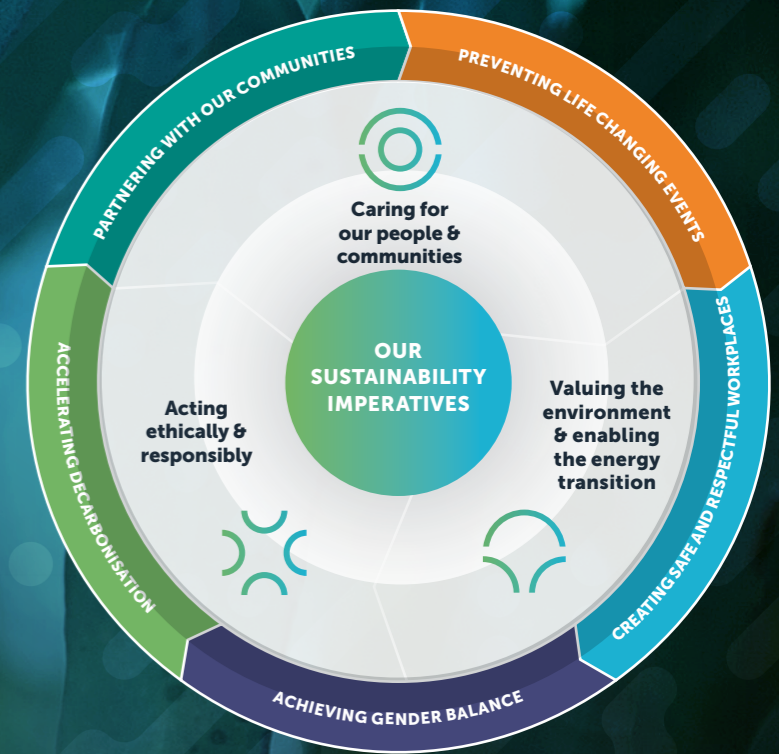 PARTNERING WITH OUR COMMUNITIES
PREVENTING LIFE CHANGING EVENTS
CREATING SAFE AND RESPECTFUL WORKPLACES
ACHIEVING GENDER BALANCE
ACCELERATING DECARBONISATION
Caring for
our people &
communities
OUR
SUSTAINABILITY
IMPERATIVES
Acting
ethically &
responsibly
Valuing the
environment
& enabling
the energy
transition